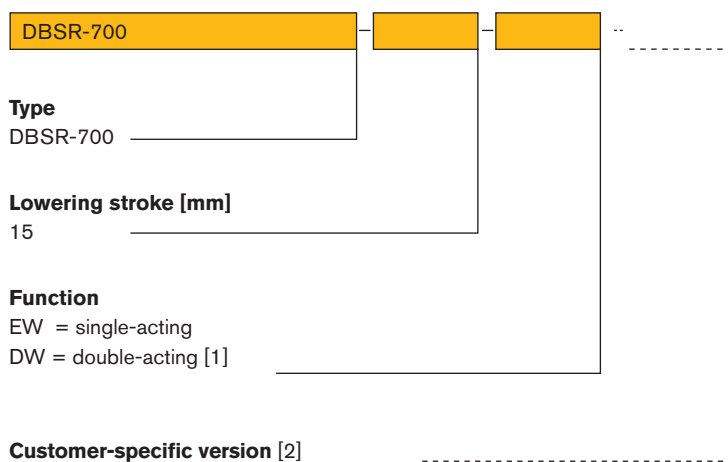 DBSR-700
Type
DBSR-700
Lowering stroke [mm]
15
Function
EW = single-acting
DW = double-acting [1]
Customer-specific version [2]